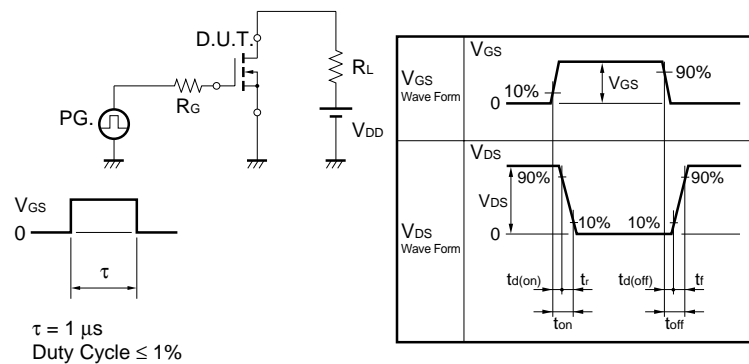 D.U.T.
RL
RG
PG.
VDD
VGS
0
τ
τ = 1 μs
Duty Cycle ≤ 1%
VGS
Wave Form
VGS
10%
VGS
90%
0
VDS
Wave Form
VDS
90%
90%
VDS
10%
10%
0
td(on)
tr
td(off)
tf
ton
toff